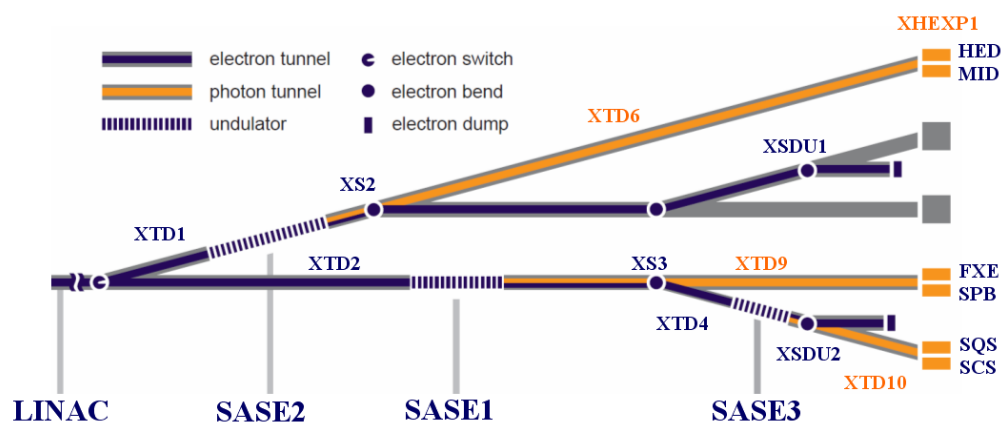 XHEXP1
electron tunnel
electron switch
HED
photon tunnel
electron bend
MID
XTD6
undulator
electron dump
XSDU1
XS2
XTD1
XTD2
XS3
XTD9
FXE
SPB
XTD4
XSDU2
SQS
SCS
XTD10
LINAC
SASE2
SASE1
SASE3